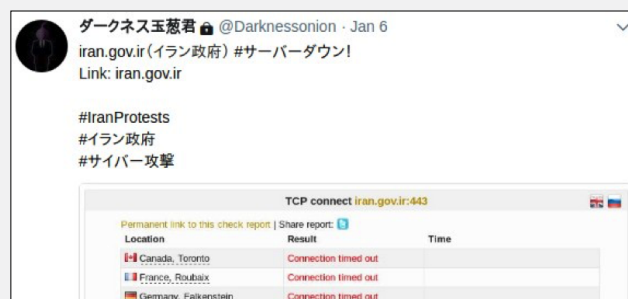 ダークネス玉葱君 @Darknessonion · Jan 6
iran.gov.ir(イラン政府) #サーバーダウン!
Link: iran.gov.ir
#IranProtests
#イラン政府
#サイバー攻撃
TCP connect iran.gov.ir:443
Permanent link to this check report | Share report:
Location Result Time
Canada, Toronto Connection timed out
France, Roubaix Connection timed out
Germany, Falkenstein Connection timed out